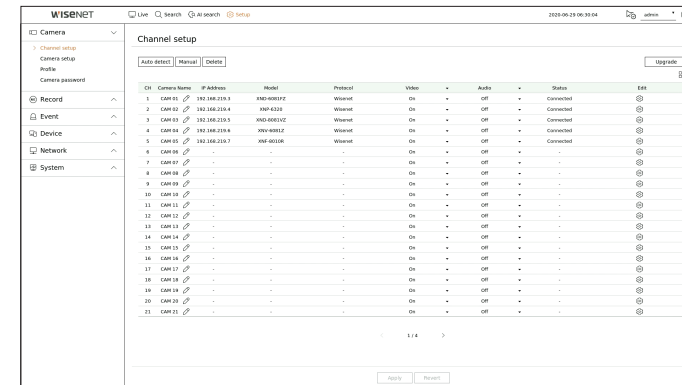 WISENET
Live Search AI search Setup 2020-06-29 06:30:04 admin
Camera
Channel setup
Camera setup
Profile
Camera password
Record
Event
Device
Network
System
Channel setup
Auto detect Manual Delete Upgrade
CH Camera Name IP Address Model Protocol Video Audio Status Edit
1 CAM 01 192.168.219.3 XND-6081FZ Wisenet On Off Connected
2 CAM 02 192.168.219.4 XNP-6320 Wisenet On Off Connected
3 CAM 03 192.168.219.5 XND-8081VZ Wisenet On Off Connected
4 CAM 04 192.168.219.6 XNV-6081Z Wisenet On Off Connected
5 CAM 05 192.168.219.7 XNF-8010R Wisenet On Off Connected
6 CAM 06 - - - On Off -
7 CAM 07 - - - On Off -
8 CAM 08 - - - On Off -
9 CAM 09 - - - On Off -
10 CAM 10 - - - On Off -
11 CAM 11 - - - On Off -
12 CAM 12 - - - On Off -
13 CAM 13 - - - On Off -
14 CAM 14 - - - On Off -
15 CAM 15 - - - On Off -
16 CAM 16 - - - On Off -
17 CAM 17 - - - On Off -
18 CAM 18 - - - On Off -
19 CAM 19 - - - On Off -
20 CAM 20 - - - On Off -
21 CAM 21 - - - On Off -
< 1 / 4 >
Apply Revert